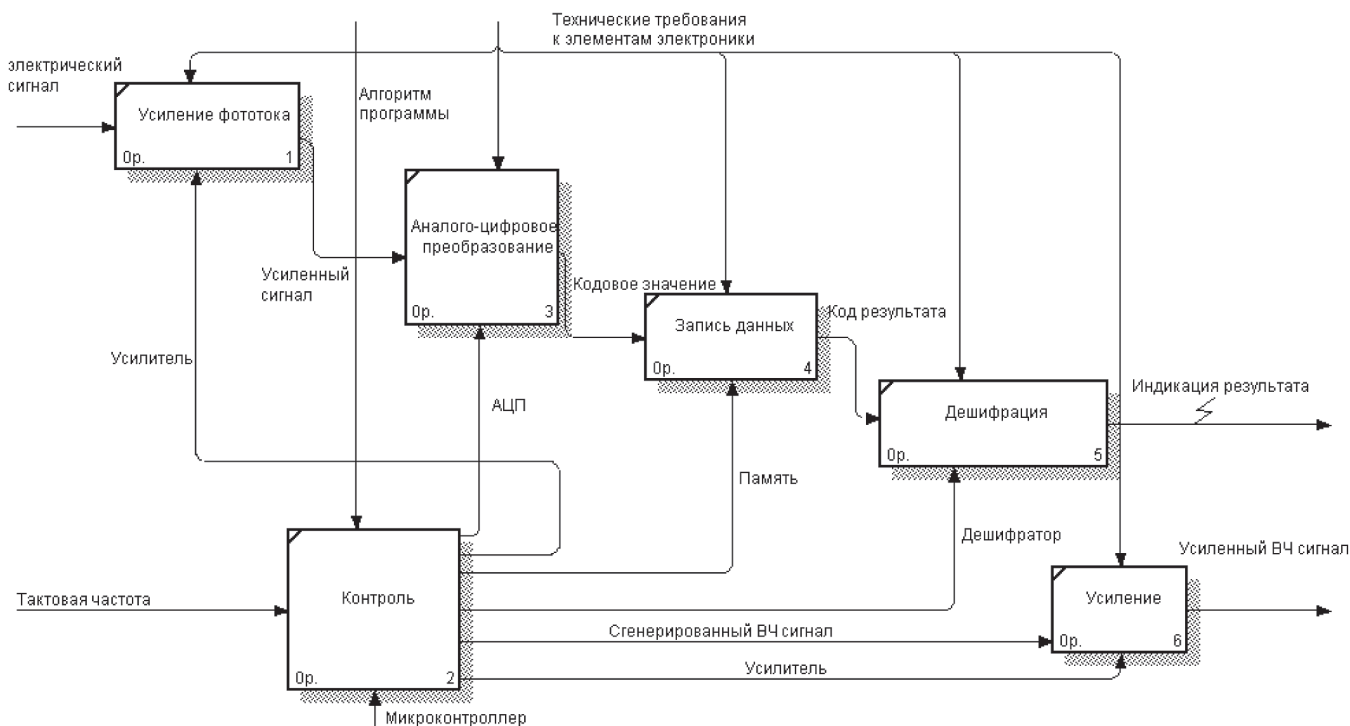 Технические требования
к элементам электроники
электрический
сигнал
Алгоритм
программы
Усиление фототока
0р. 1
Аналого-цифровое
преобразование
0р. 3
Усиленный
сигнал
Кодовое значение
Запись данных
0р. 4
Код результата
Усилитель
АЦП
Дешифрация
0р. 5
Индикация результата
Память
Дешифратор
Усиленный ВЧ сигнал
Тактовая частота
Контроль
0р. 2
Усиление
0р. 6
Сгенерированный ВЧ сигнал
Усилитель
Микроконтроллер